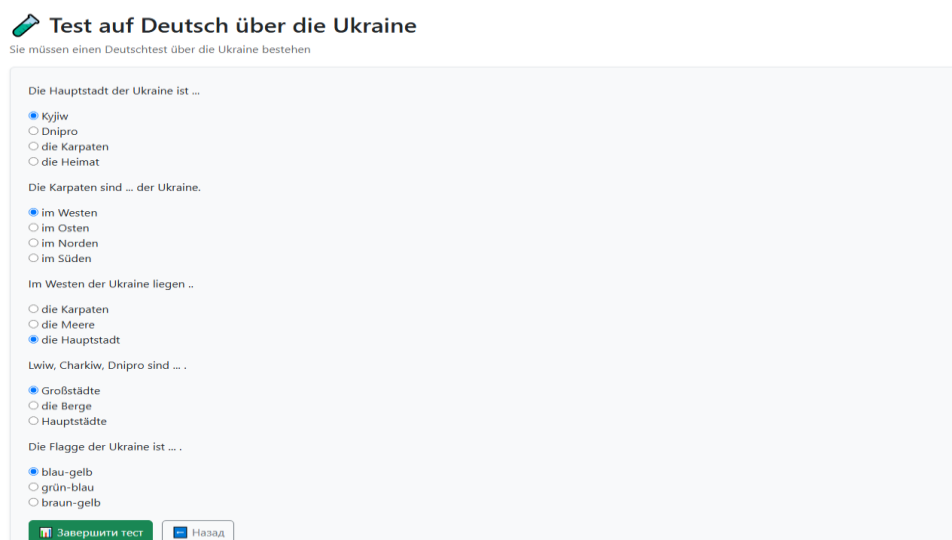 Test auf Deutsch über die Ukraine
Sie müssen einen Deutschtest über die Ukraine bestehen
Die Hauptstadt der Ukraine ist ...
Kyjiw
Dnipro
die Karpaten
die Heimat
Die Karpaten sind ... der Ukraine.
im Westen
im Osten
im Norden
im Süden
Im Westen der Ukraine liegen ..
die Karpaten
die Meere
die Hauptstadt
Lwiw, Charkiw, Dnipro sind ... .
Großstädte
die Berge
Hauptstädte
Die Flagge der Ukraine ist ... .
blau-gelb
grün-blau
braun-gelb
Завершити тест
Назад